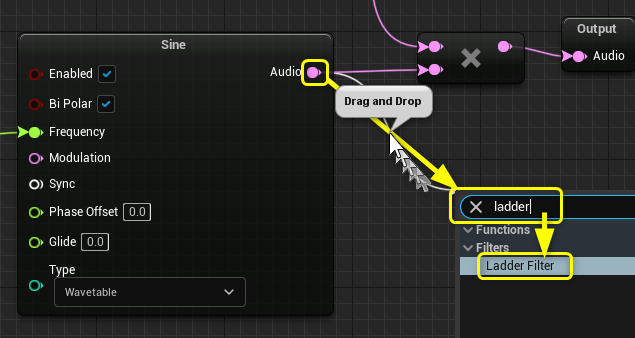 Sine
Output
Audio
Enabled
Audio
Bi Polar
Drag and Drop
Frequency
Modulation
Sync
Phase Offset 0.0
Glide 0.0
Type
Wavetable
ladder
Functions
Filters
Ladder Filter